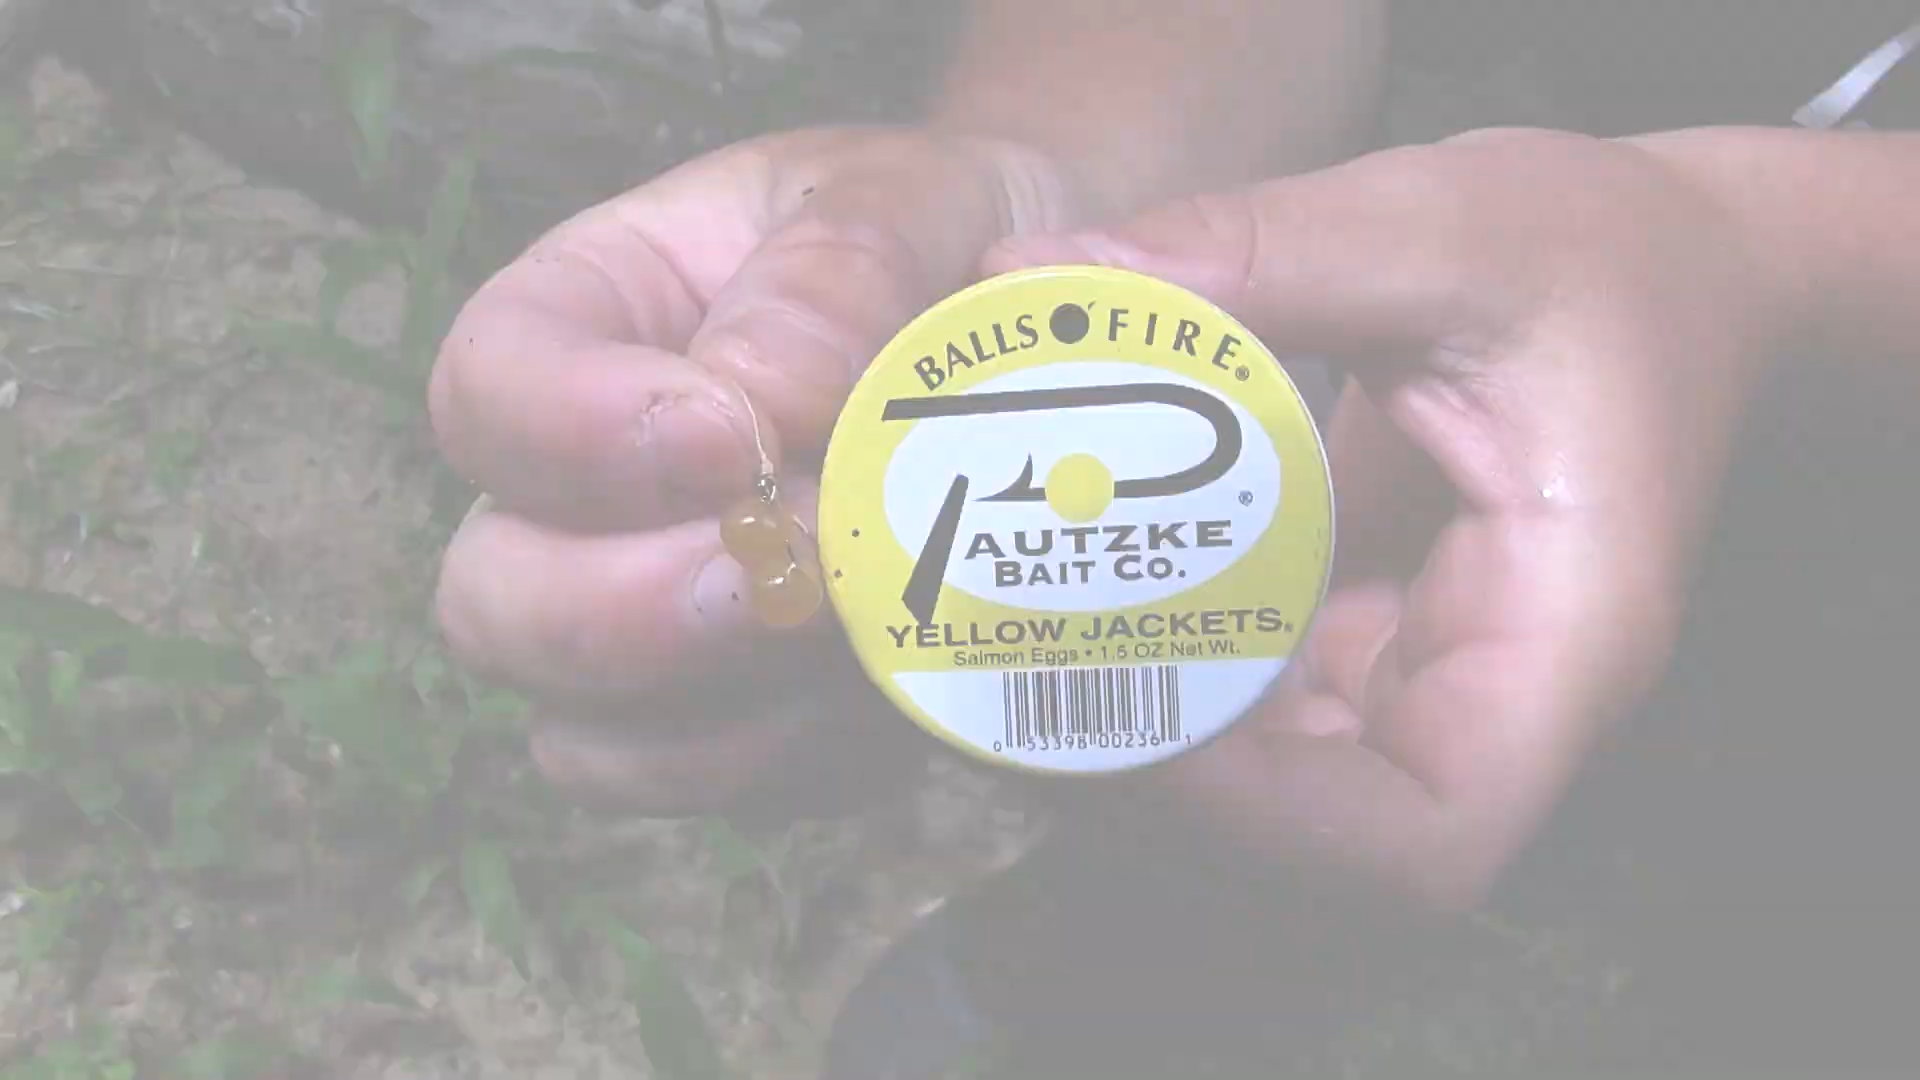 BALLS O' FIRE®
PAUTZKE ®
BAIT CO.
YELLOW JACKETS®
Salmon Eggs • 1.5 OZ Net Wt.
0 53398 00236 1